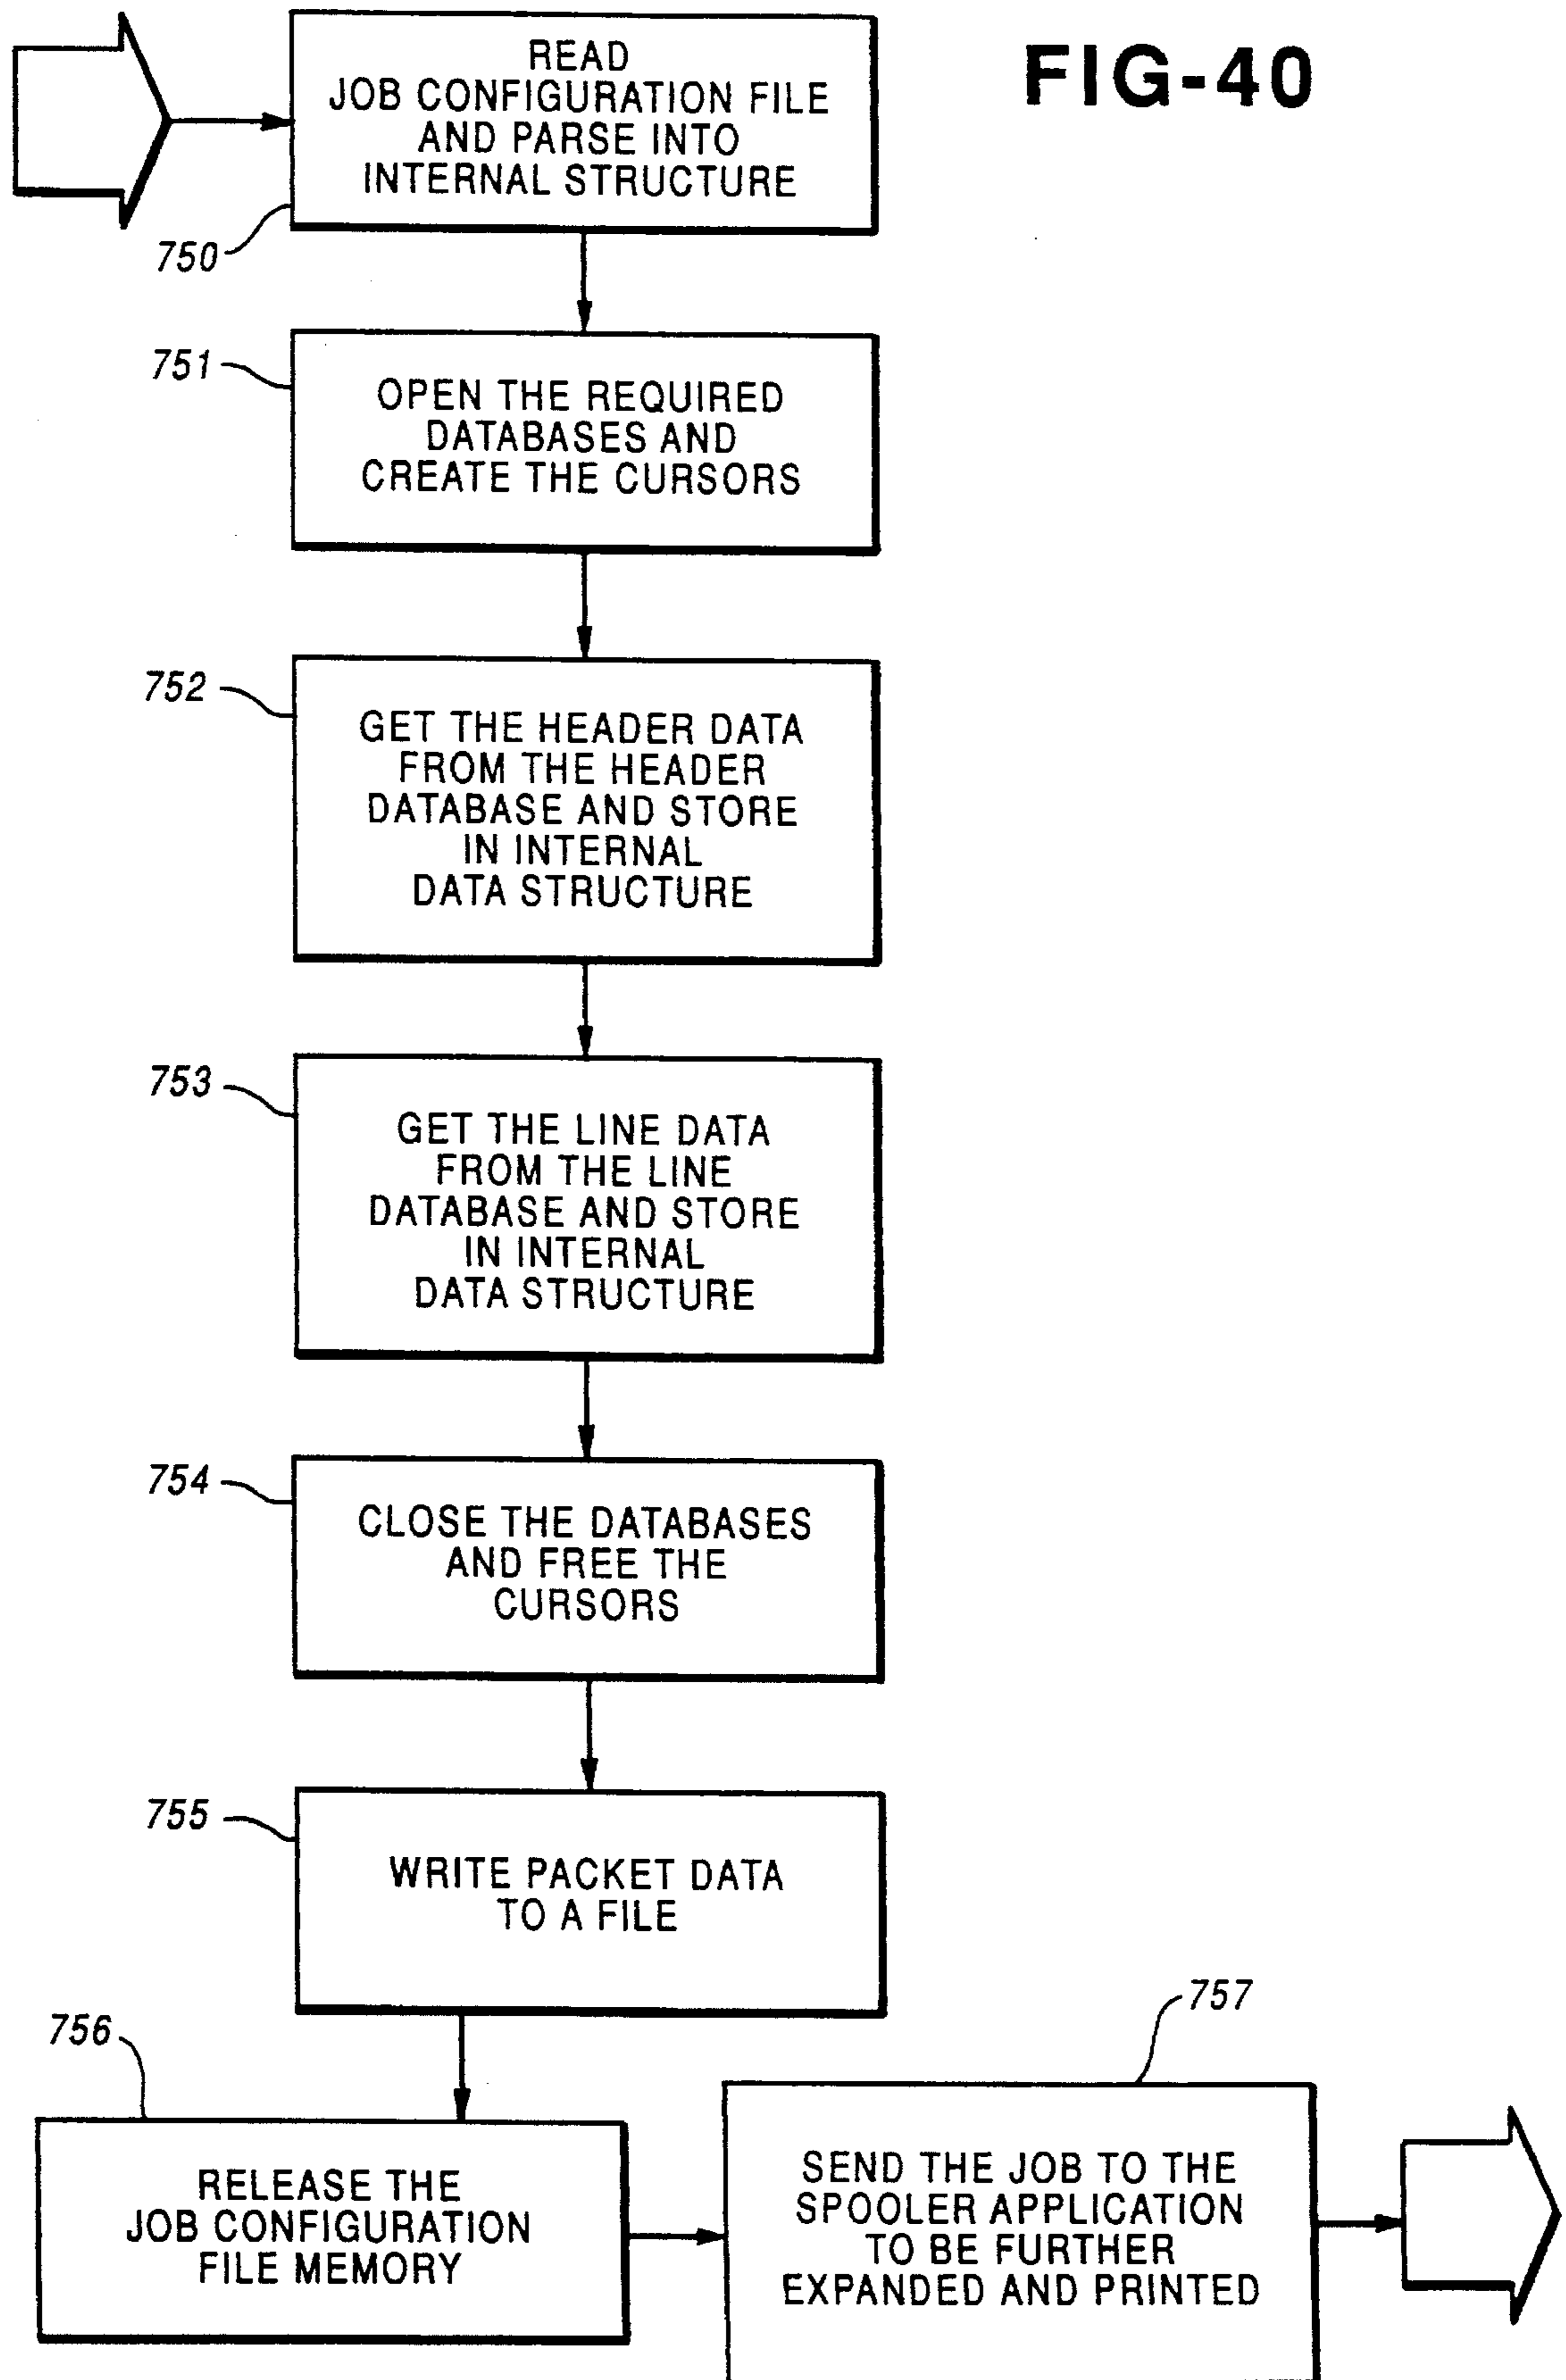 FIG-40
READ
JOB CONFIGURATION FILE
AND PARSE INTO
INTERNAL STRUCTURE
750
751
OPEN THE REQUIRED
DATABASES AND
CREATE THE CURSORS
752
GET THE HEADER DATA
FROM THE HEADER
DATABASE AND STORE
IN INTERNAL
DATA STRUCTURE
753
GET THE LINE DATA
FROM THE LINE
DATABASE AND STORE
IN INTERNAL
DATA STRUCTURE
754
CLOSE THE DATABASES
AND FREE THE
CURSORS
755
WRITE PACKET DATA
TO A FILE
756
RELEASE THE
JOB CONFIGURATION
FILE MEMORY
757
SEND THE JOB TO THE
SPOOLER APPLICATION
TO BE FURTHER
EXPANDED AND PRINTED